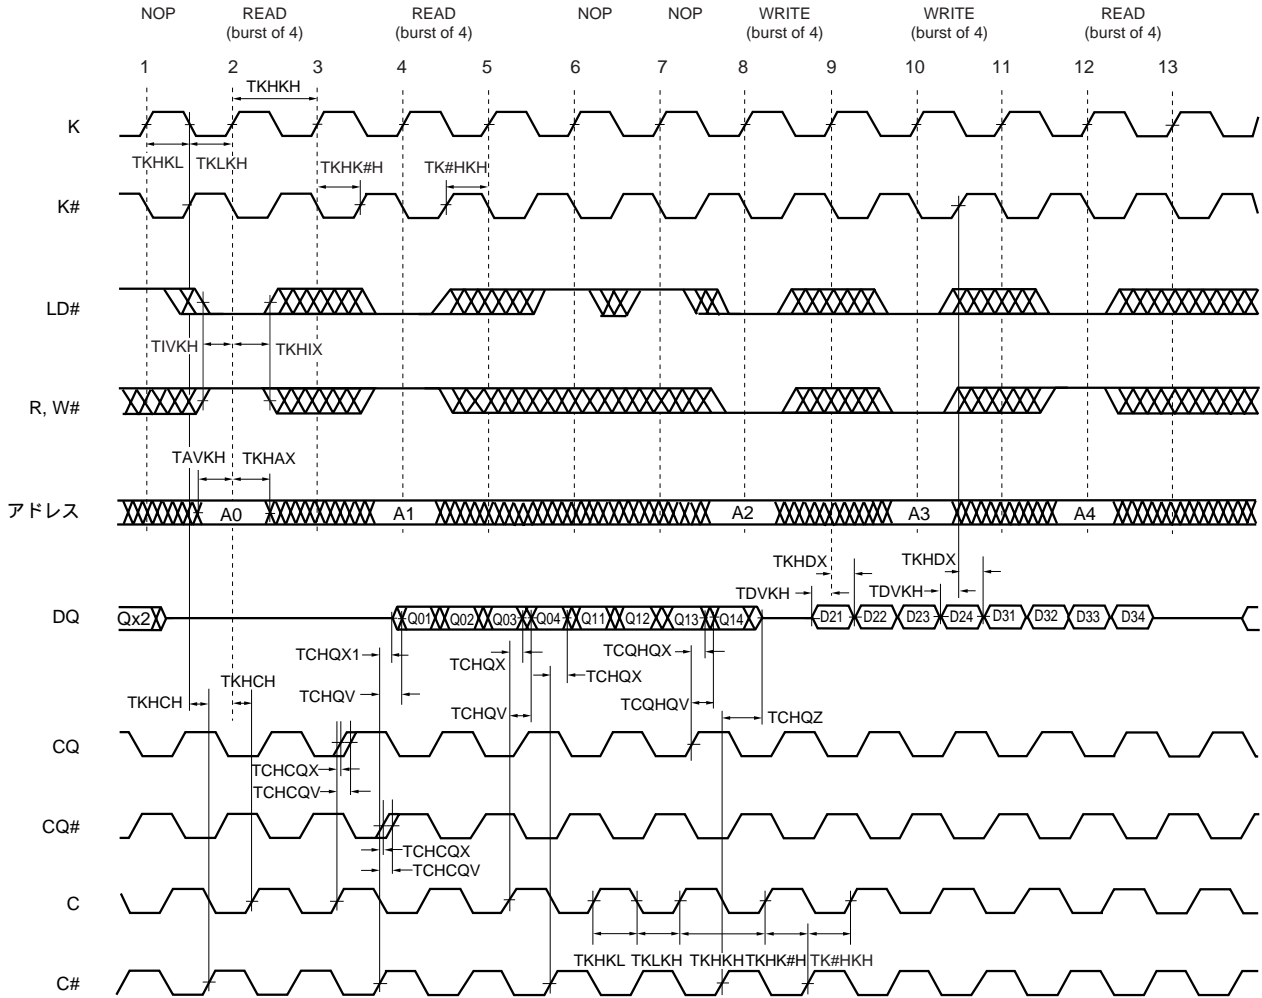 NOP READ READ NOP NOP WRITE WRITE READ
(burst of 4) (burst of 4) (burst of 4) (burst of 4) (burst of 4)
1 2 3 4 5 6 7 8 9 10 11 12 13
TKHKH
K
TKHKL TKLKH TKHK#H TK#HKH
K#
LD#
TIVKH TKHIX
R, W#
TAVKH TKHAX
アドレス A0 A1 A2 A3 A4
TKHDX TKHDX
TDVKH TDVKH
DQ Qx2 Q01 Q02 Q03 Q04 Q11 Q12 Q13 Q14 D21 D22 D23 D24 D31 D32 D33 D34
TCHQX1 TCHQX TCQHQX TCHQX
TKHCH TKHCH TCHQV TCHQV TCQHQV TCHQZ
CQ
TCHCQX
TCHCQV
CQ#
TCHCQX
TCHCQV
C
TKHKL TKLKH TKHKH TKHK#H TK#HKH
C#